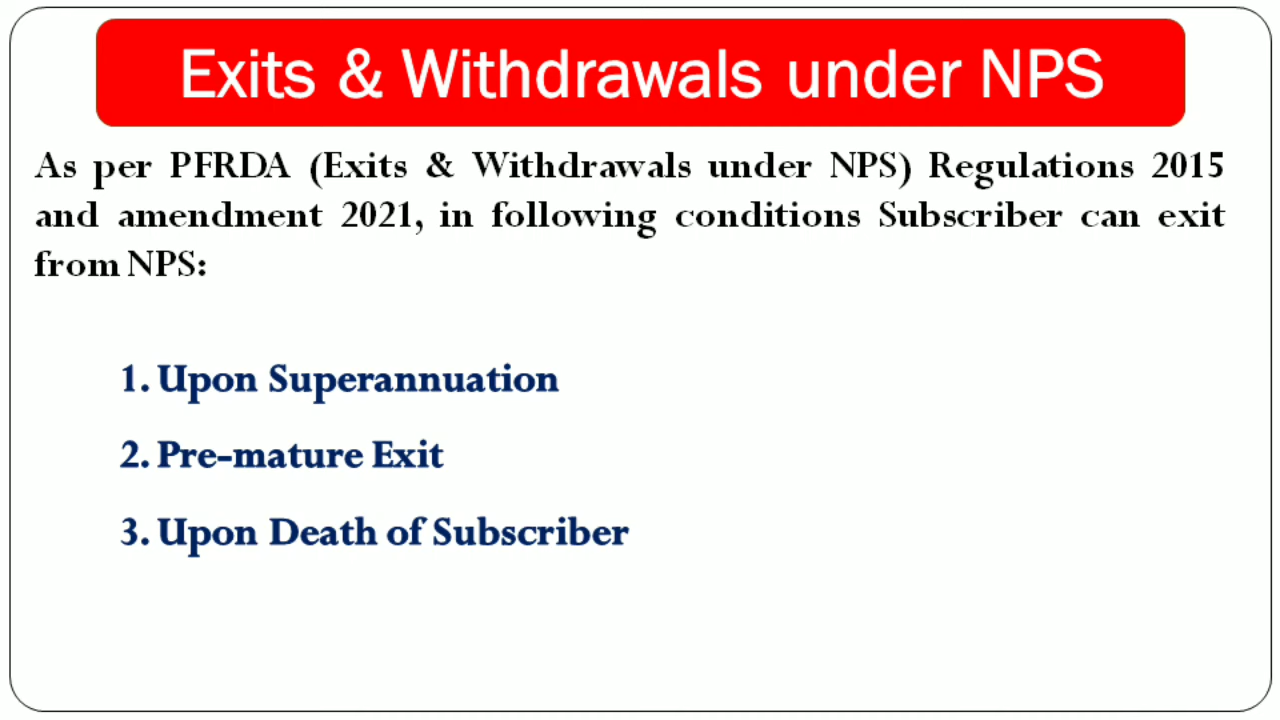 Exits & Withdrawals under NPS
As per PFRDA (Exits & Withdrawals under NPS) Regulations 2015
and amendment 2021, in following conditions Subscriber can exit
from NPS:
1. Upon Superannuation
2. Pre-mature Exit
3. Upon Death of Subscriber